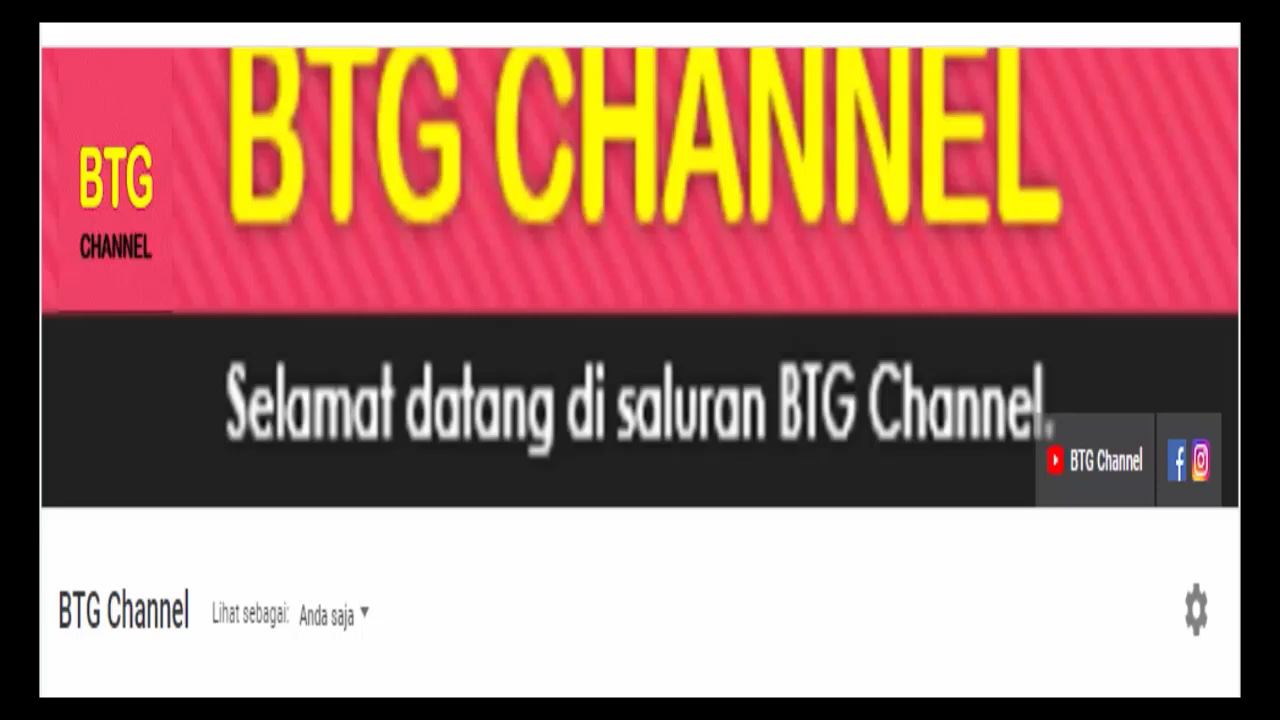 BTG CHANNEL
BTG
CHANNEL
Selamat datang di saluran BTG Channel.
BTG Channel
BTG Channel Lihat sebagai: Anda saja